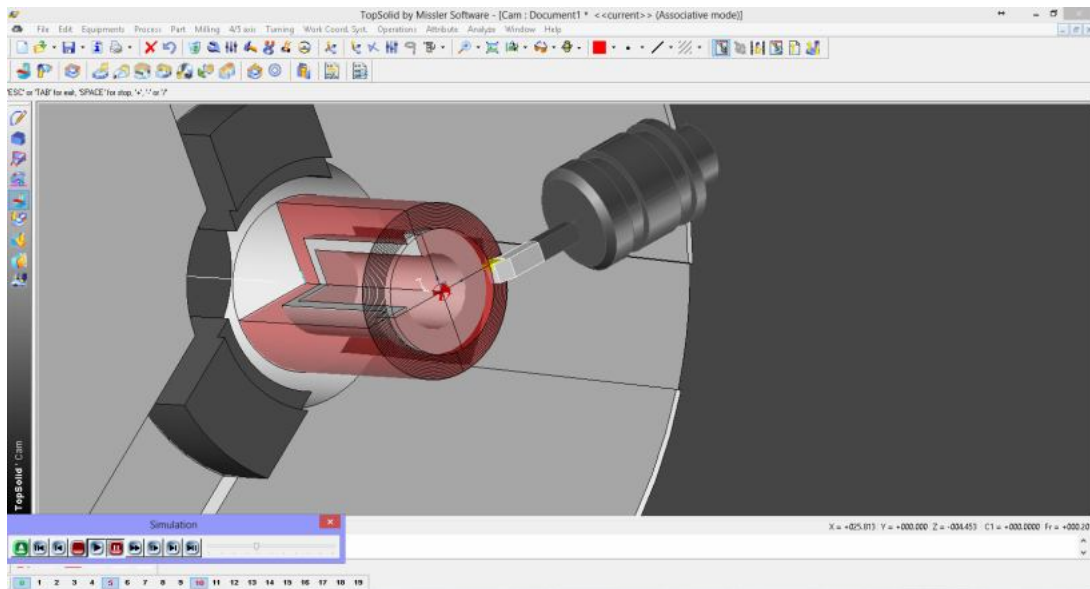 TopSolid by Missler Software - [Cam : Document1 * <<current>> (Associative mode)]
File Edit Equipments Process Part Milling 4/5 axis Turning Work Coord. Syst. Operations Attribute Analyze Window Help
'ESC' or 'TAB' for exit, 'SPACE' for stop, '+', '-' or '/'
TopSolid'Cam
Simulation
X = +025.813 Y = +000.000 Z = -004.453 C1 = +000.0000 Fr = +000.20
0 1 2 3 4 5 6 7 8 9 10 11 12 13 14 15 16 17 18 19